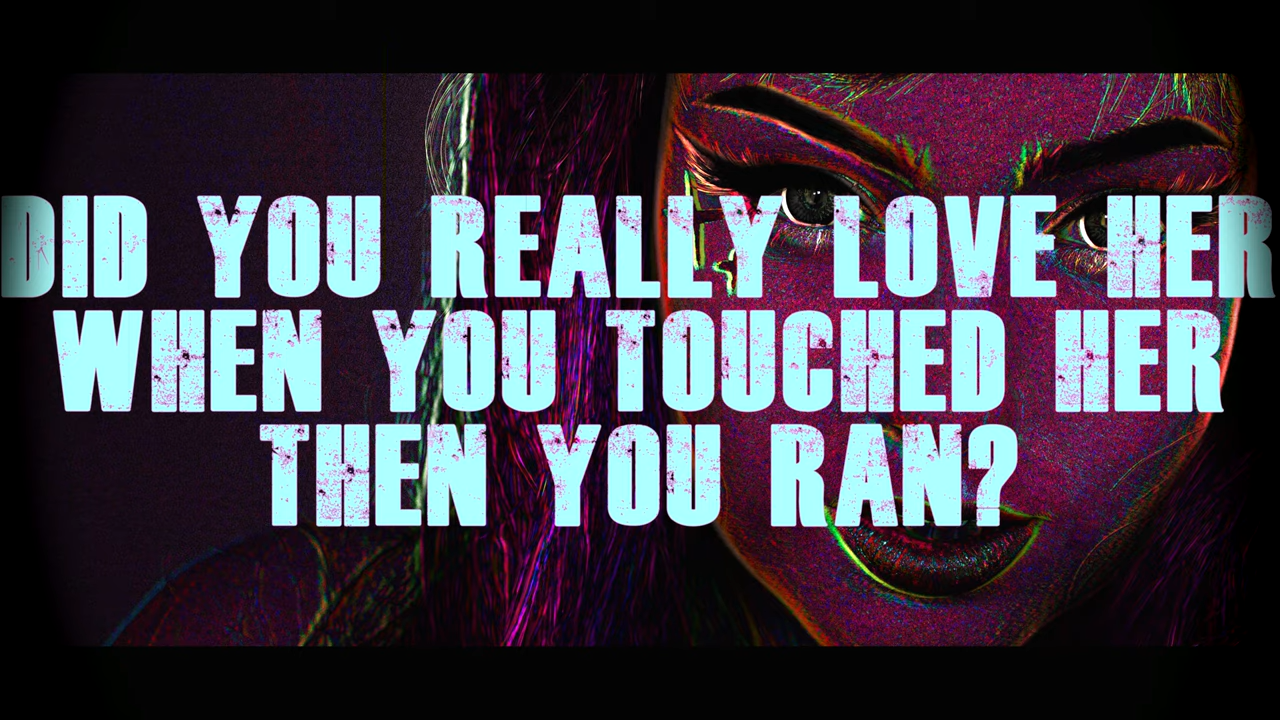 DID YOU REALLY LOVE HER
WHEN YOU TOUCHED HER
THEN YOU RAN?